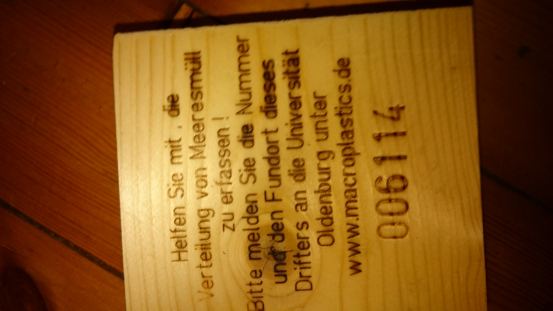 Helfen Sie mit, die
Verteilung von Meeresmüll
zu erfassen!
Bitte melden Sie die Nummer
und den Fundort dieses
Drifters an die Universität
Oldenburg unter
www.macroplastics.de
006114